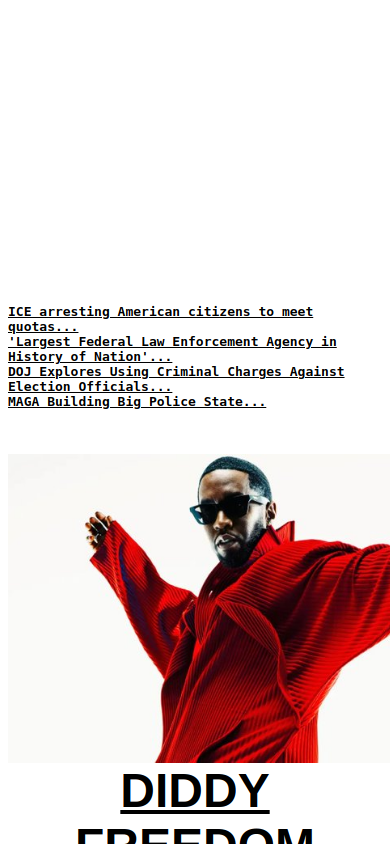 ICE arresting American citizens to meet
quotas...
'Largest Federal Law Enforcement Agency in
History of Nation'...
DOJ Explores Using Criminal Charges Against
Election Officials...
MAGA Building Big Police State...
DIDDY
FREEDOM